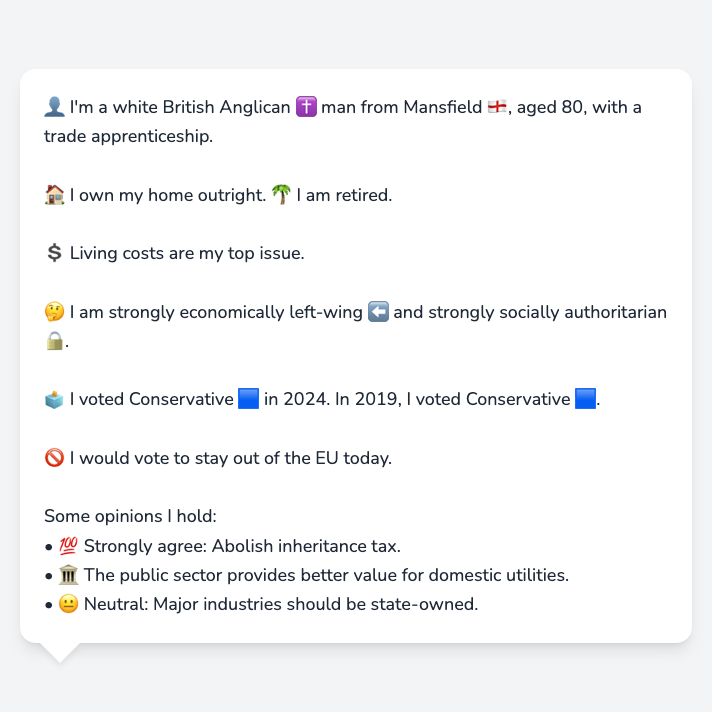 👤 I'm a white British Anglican ✝️ man from Mansfield 🏴󠁧󠁢󠁥󠁮󠁧󠁿, aged 80, with a
trade apprenticeship.
🏠 I own my home outright. 🌴 I am retired.
💲 Living costs are my top issue.
🤔 I am strongly economically left-wing ⬅️ and strongly socially authoritarian
🔒.
🗳️ I voted Conservative 🟦 in 2024. In 2019, I voted Conservative 🟦.
🚫 I would vote to stay out of the EU today.
Some opinions I hold:
• 💯 Strongly agree: Abolish inheritance tax.
• 🏛️ The public sector provides better value for domestic utilities.
• 😐 Neutral: Major industries should be state-owned.